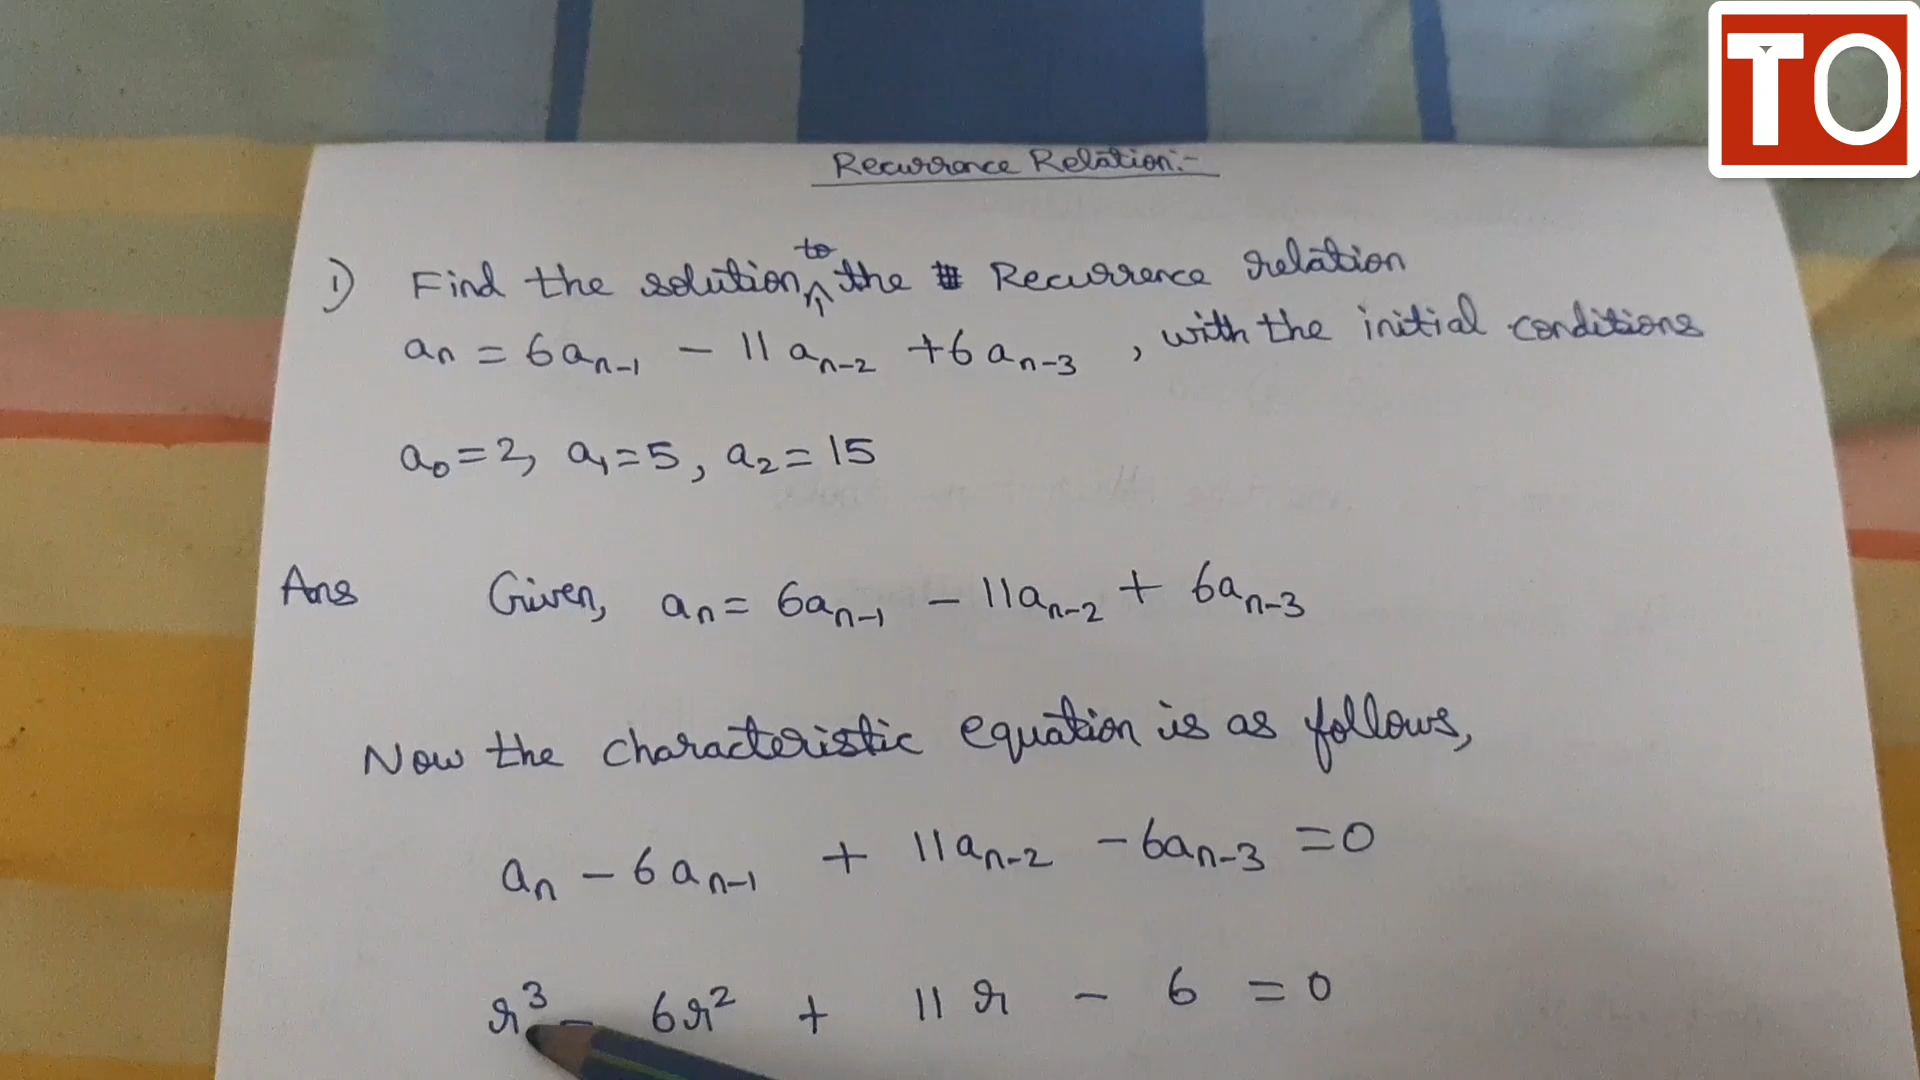 TO
Recurrence Relation:-
1) Find the solution to the Recurrence relation
an = 6an-1 - 11an-2 +6an-3 , with the initial conditions
a0=2, a1=5, a2=15
Ans Given, an = 6an-1 - 11an-2 + 6an-3
Now the characteristic equation is as follows,
an - 6an-1 + 11an-2 - 6an-3 = 0
r³ - 6r² + 11r - 6 = 0